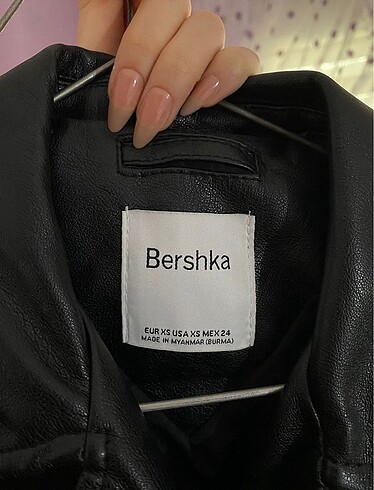 Bershka
EUR XS USA XS MEX 24
MADE IN MYANMAR (BURMA)